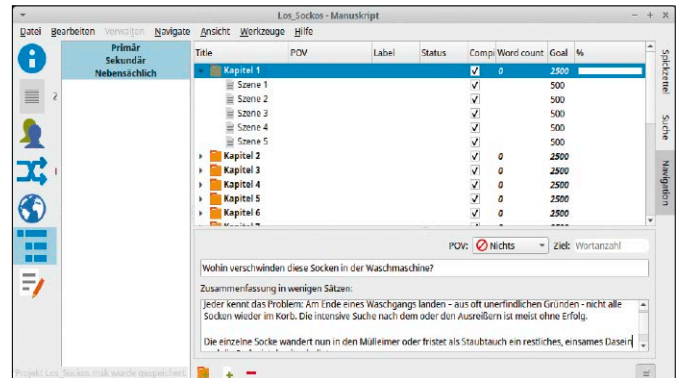 Los_Sockos - Manuskript
Datei Bearbeiten Verwalten Navigate Ansicht Werkzeuge Hilfe
Primär
Sekundär
Nebensächlich
Title POV Label Status Compi Word count Goal %
Kapitel 1 0 2500
Szene 1 500
Szene 2 500
Szene 3 500
Szene 4 500
Szene 5 500
Kapitel 2 0 2500
Kapitel 3 0 2500
Kapitel 4 0 2500
Kapitel 5 0 2500
Kapitel 6 0 2500
Spickzettel
Suche
Navigation
POV: Nichts Ziel: Wortanzahl
Wohin verschwinden diese Socken in der Waschmaschine?
Zusammenfassung in wenigen Sätzen:
Jeder kennt das Problem: Am Ende eines Waschgangs landen – aus oft unerfindlichen Gründen - nicht alle
Socken wieder im Korb. Die intensive Suche nach dem oder den Ausreißern ist meist ohne Erfolg.
Die einzelne Socke wandert nun in den Mülleimer oder fristet als Staubtauch ein restliches, einsames Dasein
Projekt Los_Sockos.msk wurde gespeichert.